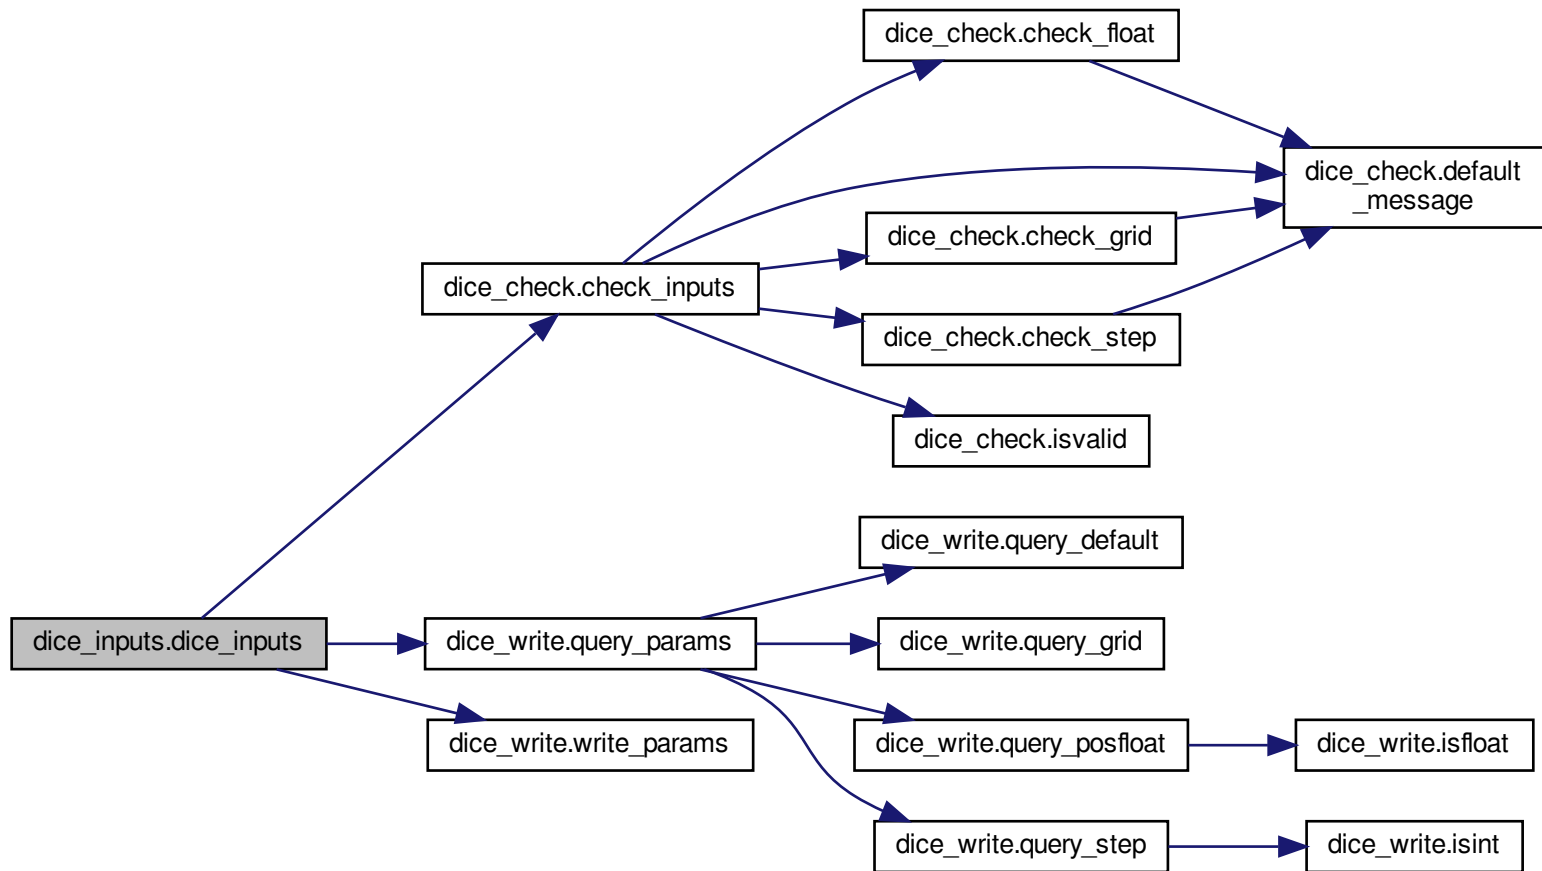 dice_check.check_float
dice_check.default
_message
dice_check.check_grid
dice_check.check_inputs
dice_check.check_step
dice_check.isvalid
dice_write.query_default
dice_inputs.dice_inputs
dice_write.query_params
dice_write.query_grid
dice_write.write_params
dice_write.query_posfloat
dice_write.isfloat
dice_write.query_step
dice_write.isint